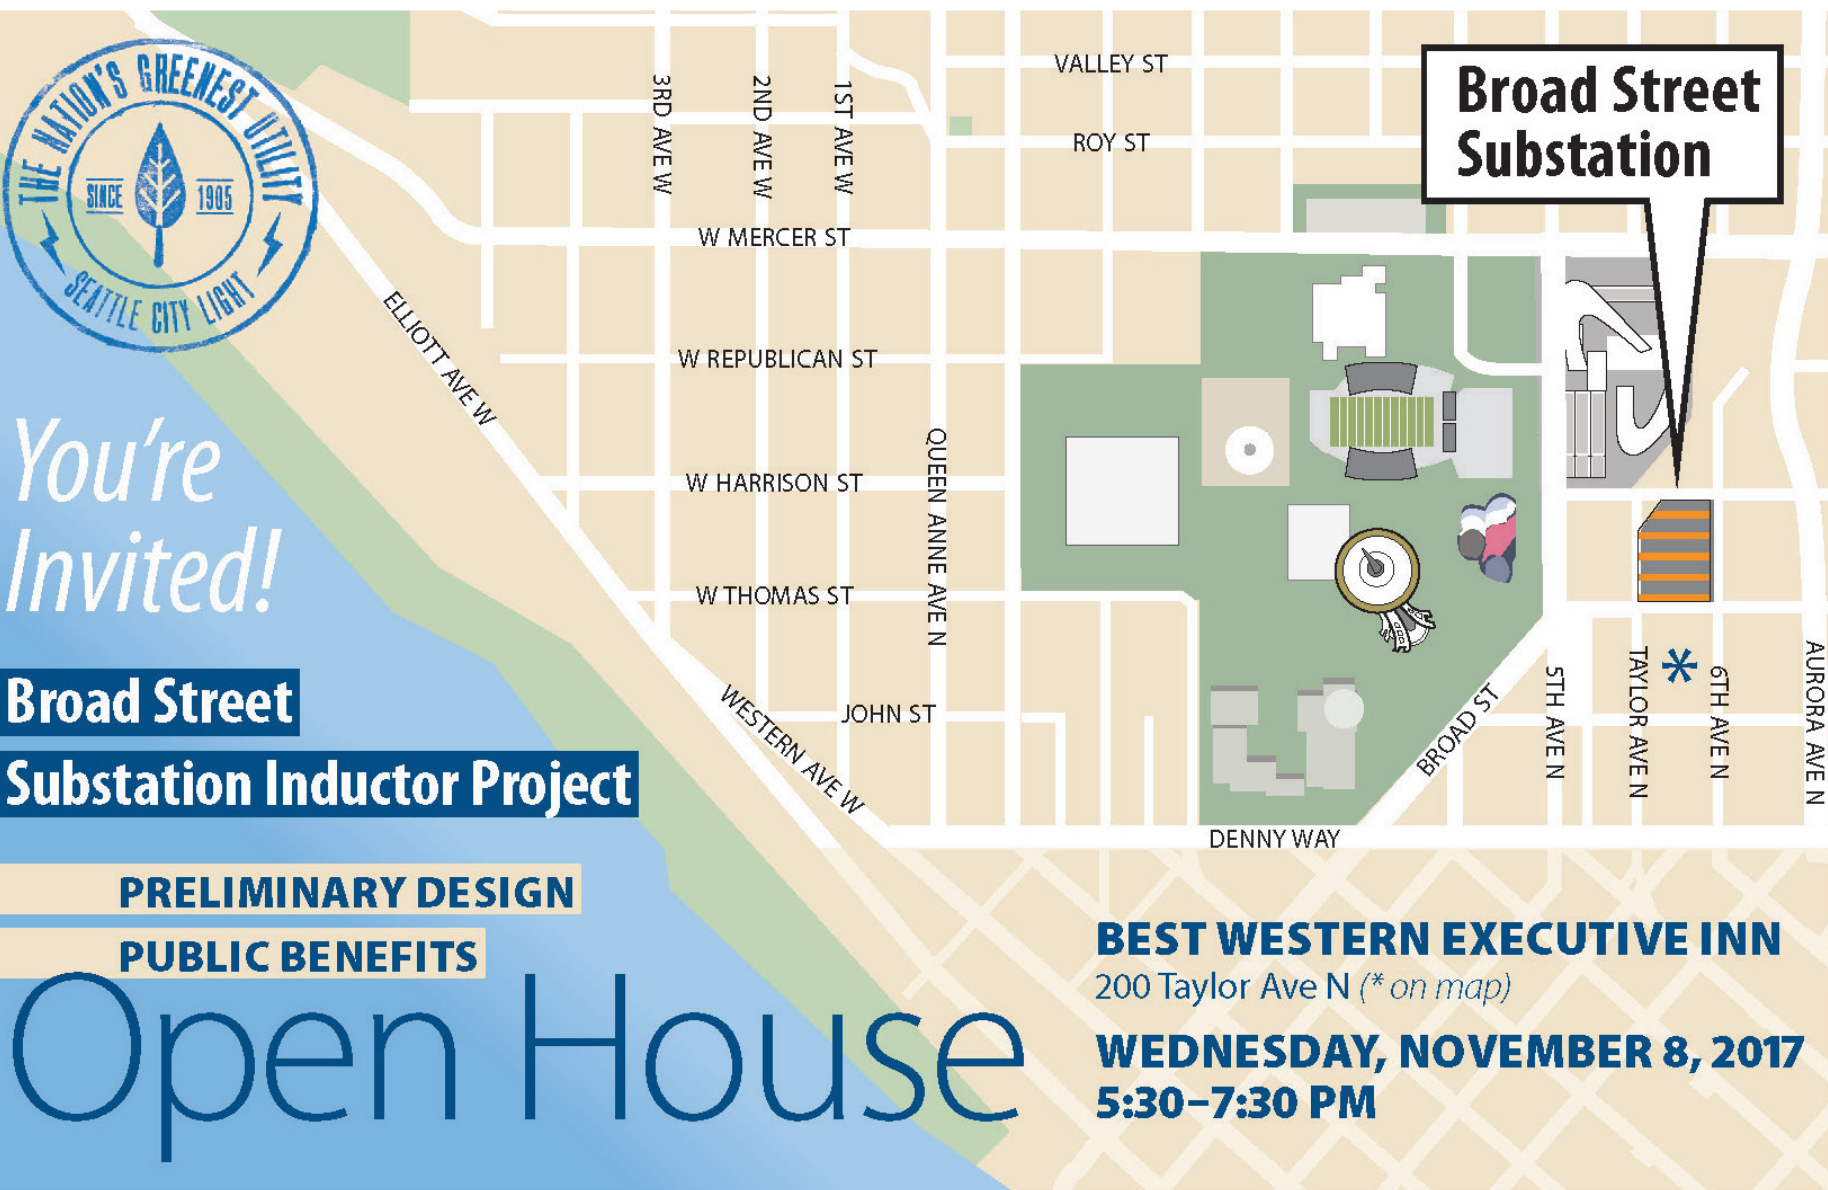 THE NATION'S GREENEST UTILITY
SINCE 1905
SEATTLE CITY LIGHT
You're
Invited!
Broad Street
Substation Inductor Project
PRELIMINARY DESIGN
PUBLIC BENEFITS
Open House
Broad Street
Substation
VALLEY ST
ROY ST
3RD AVE W
2ND AVE W
1ST AVE W
W MERCER ST
ELLIOTT AVE W
W REPUBLICAN ST
QUEEN ANNE AVE N
W HARRISON ST
W THOMAS ST
WESTERN AVE W
JOHN ST
BROAD ST
5TH AVE N
TAYLOR AVE N
*
6TH AVE N
AURORA AVE N
DENNY WAY
BEST WESTERN EXECUTIVE INN
200 Taylor Ave N (* on map)
WEDNESDAY, NOVEMBER 8, 2017
5:30–7:30 PM